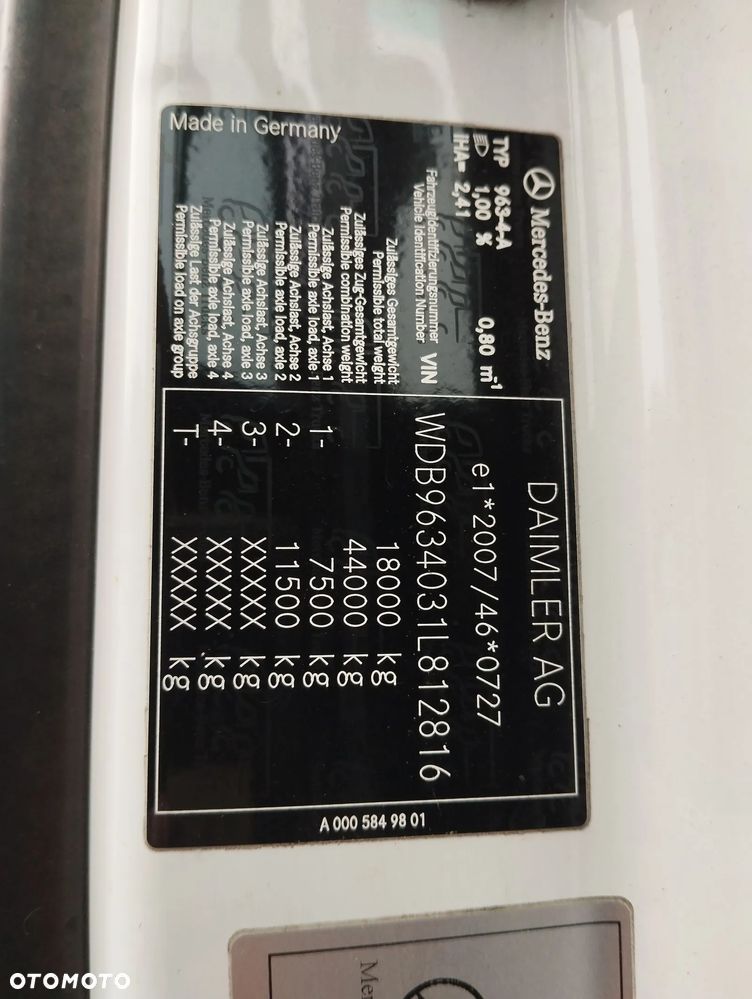 Mercedes-Benz
DAIMLER AG
TYP 963-4-A
1,00 % 0,80 m-1
IHA= 2,41
e1*2007/46*0727
Fahrzeugidentifizierungsnummer
Vehicle Identification Number VIN WDB9634031L812816
Zulässiges Gesamtgewicht
Permissible total weight 18000 kg
Zulässiges Zug-Gesamtgewicht
Permissible combination weight 44000 kg
Zulässige Achslast, Achse 1
Permissible axle load, axle 1 1- 7500 kg
Zulässige Achslast, Achse 2
Permissible axle load, axle 2 2- 11500 kg
Zulässige Achslast, Achse 3
Permissible axle load, axle 3 3- XXXXX kg
Zulässige Achslast, Achse 4
Permissible axle load, axle 4 4- XXXXX kg
Zulässige Last der Achsgruppe
Permissible load on axle group T- XXXXX kg
Made in Germany
A 000 584 98 01
OTOMOTO